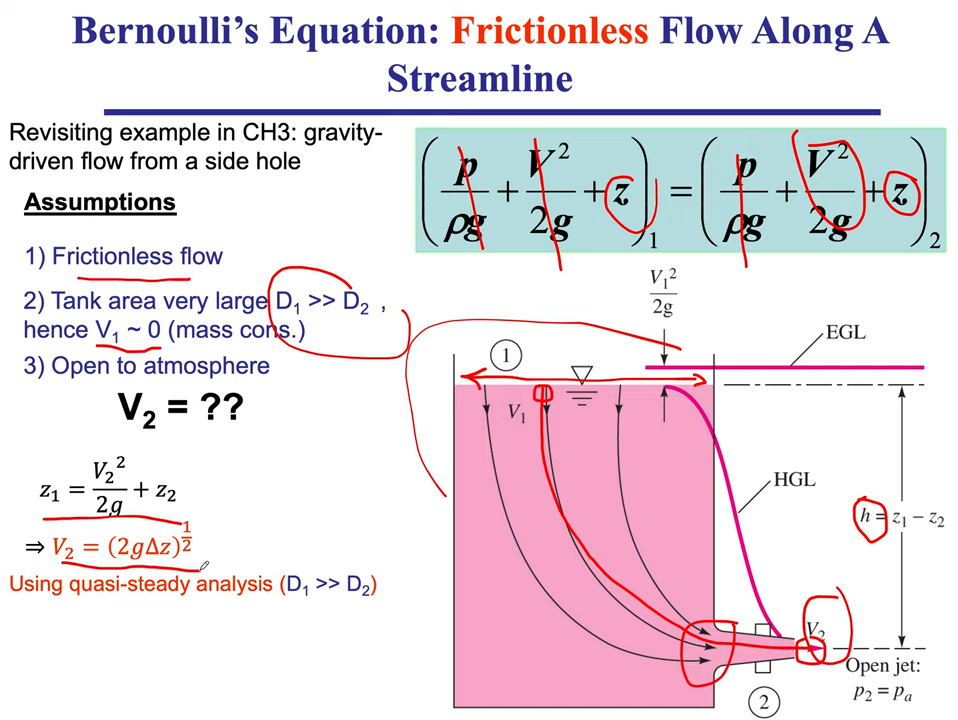 Bernoulli's Equation: Frictionless Flow Along A
Streamline
Revisiting example in CH3: gravity-
driven flow from a side hole
Assumptions
1) Frictionless flow
2) Tank area very large D₁ >> D₂ ,
hence V₁ ~ 0 (mass cons.)
3) Open to atmosphere
V₂ = ??
z₁ = V₂²/2g + z₂
⇒ V₂ = (2gΔz)^½
Using quasi-steady analysis (D₁ >> D₂)
(p/ρg + V²/2g + z)₁ = (p/ρg + V²/2g + z)₂
V₁²/2g
EGL
1
V₁
HGL
h = z₁ – z₂
V₂
Open jet:
p₂ = pₐ
2